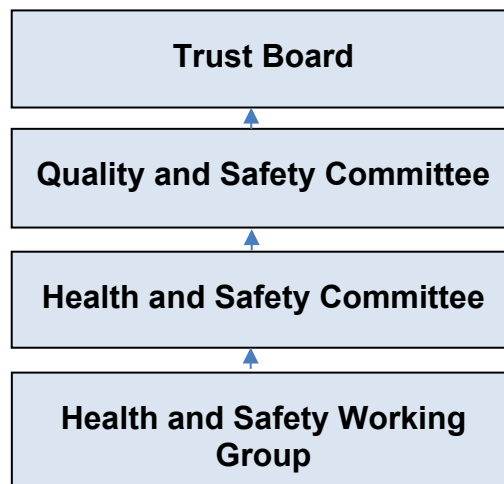 Trust Board
Quality and Safety Committee
Health and Safety Committee
Health and Safety Working
Group